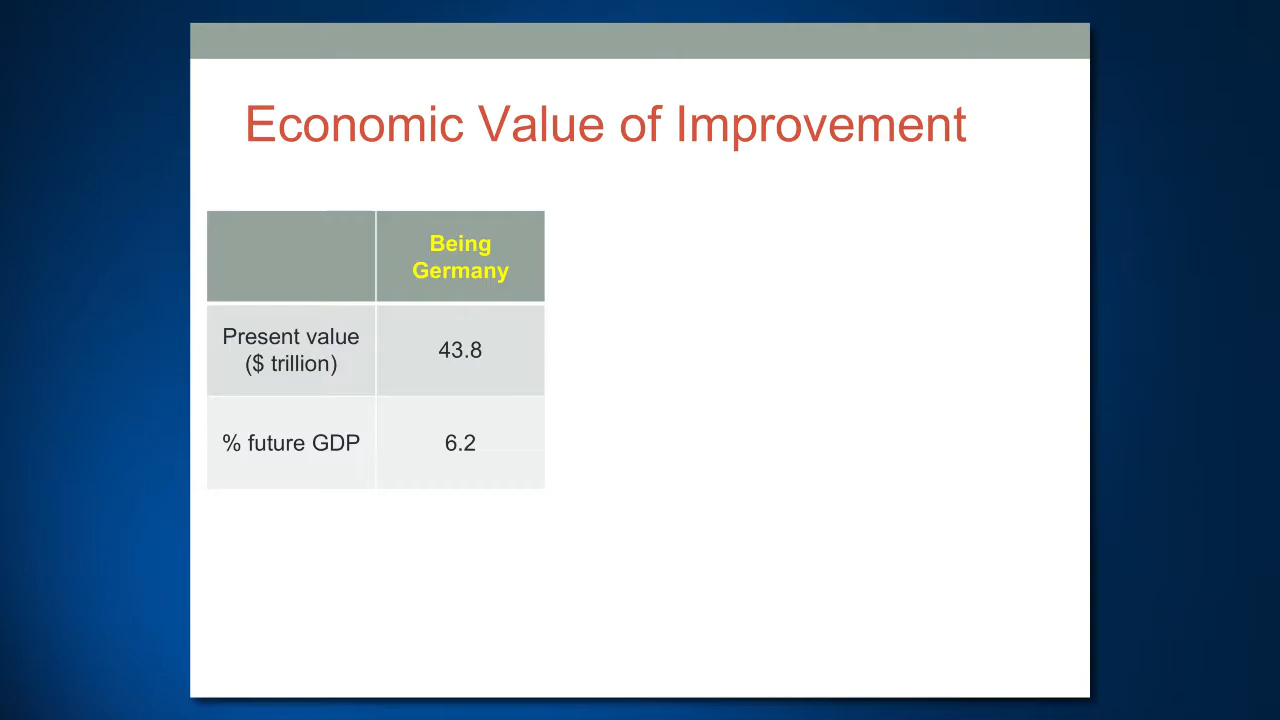 Economic Value of Improvement
Being
Germany
Present value
($ trillion)
43.8
% future GDP
6.2